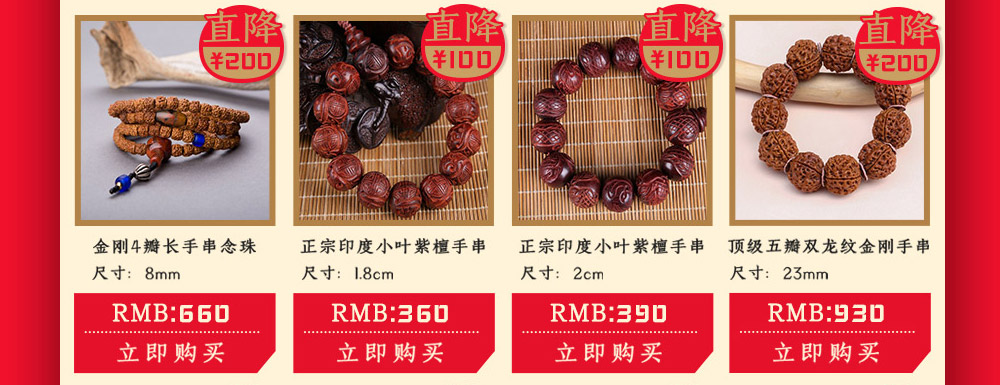 直降
¥200
直降
¥100
直降
¥100
直降
¥200
金刚4瓣长手串念珠
尺寸：8mm
正宗印度小叶紫檀手串
尺寸：1.8cm
正宗印度小叶紫檀手串
尺寸：2cm
顶级五瓣双龙纹金刚手串
尺寸：23mm
RMB:660
立即购买
RMB:360
立即购买
RMB:390
立即购买
RMB:930
立即购买